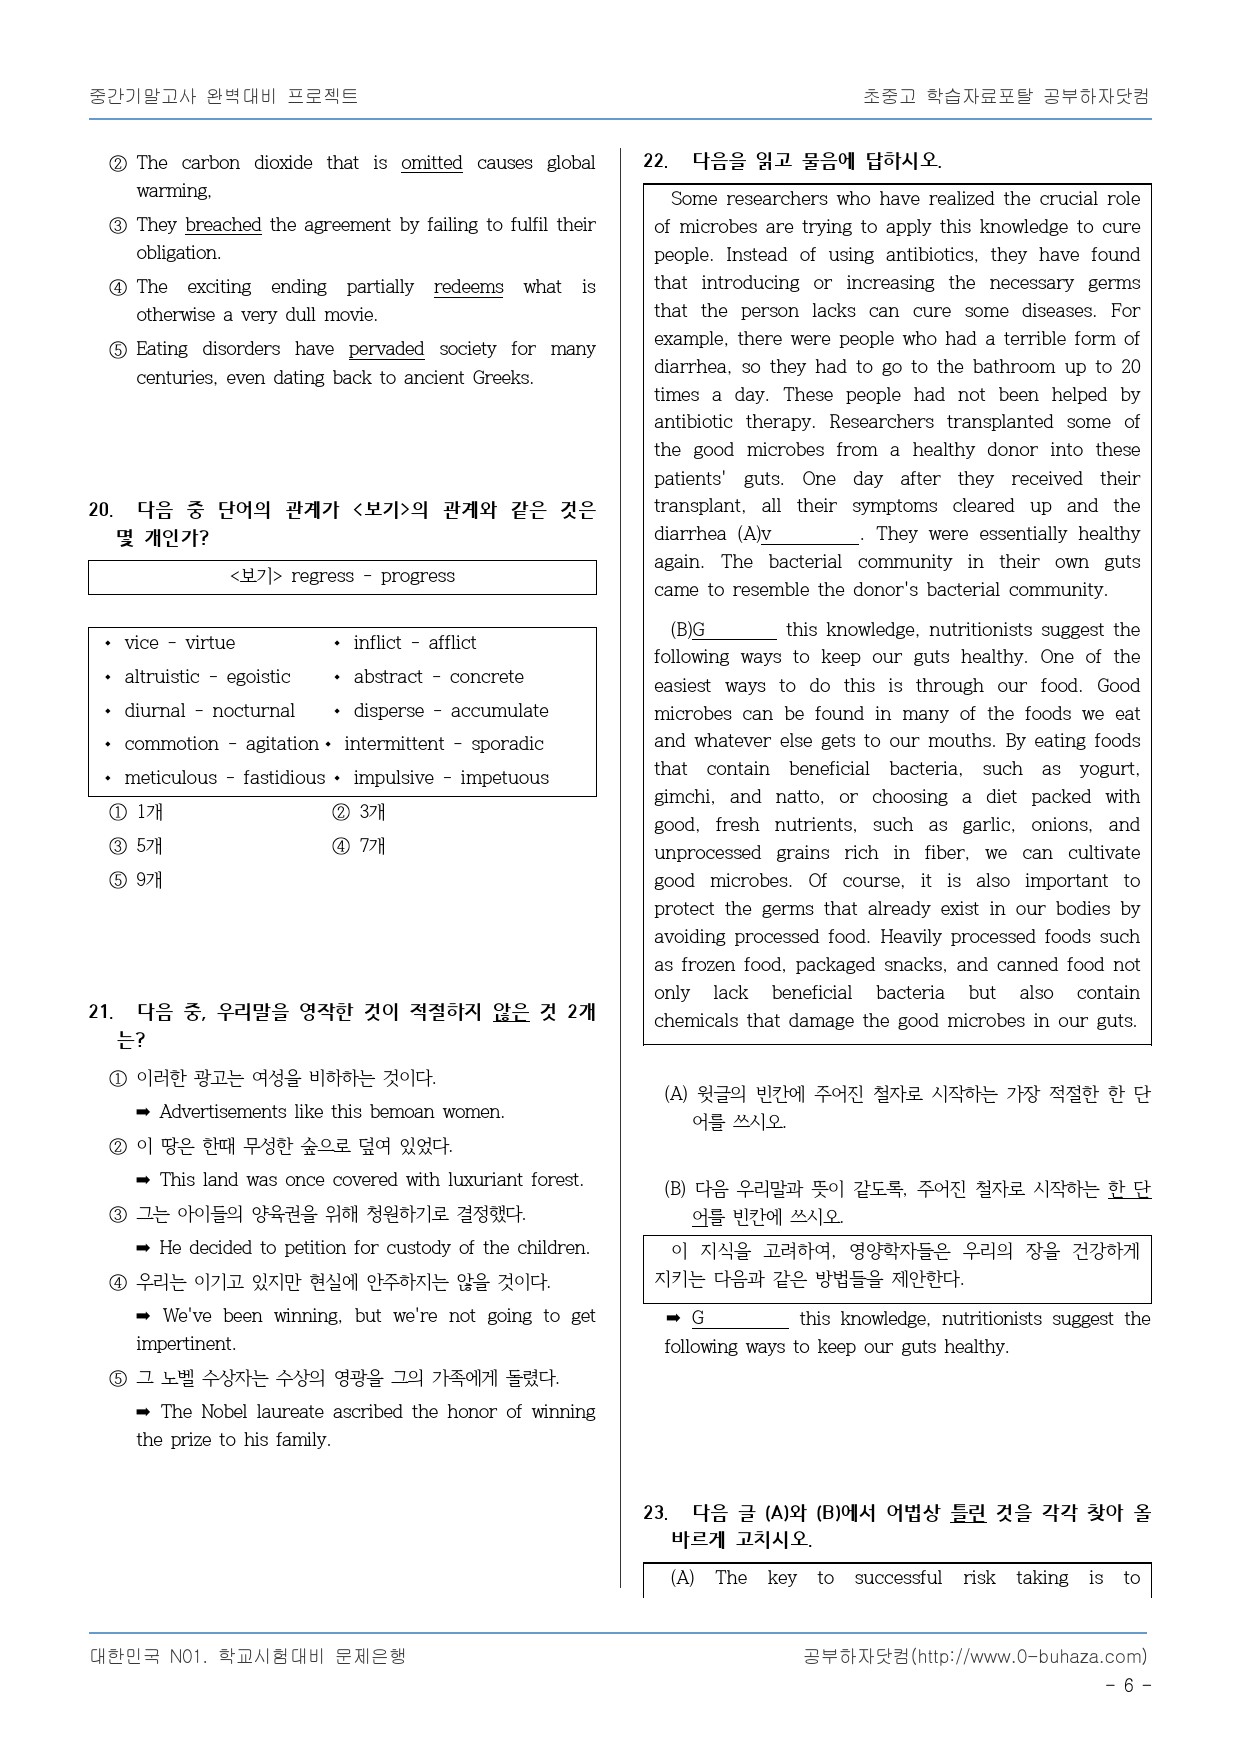 중간기말고사 완벽대비 프로젝트
초중고 학습자료포탈 공부하자닷컴
② The carbon dioxide that is omitted causes global
warming,
③ They breached the agreement by failing to fulfil their
obligation.
④ The exciting ending partially redeems what is
otherwise a very dull movie.
⑤ Eating disorders have pervaded society for many
centuries, even dating back to ancient Greeks.
20. 다음 중 단어의 관계가 <보기>의 관계와 같은 것은
몇 개인가?
<보기> regress - progress
• vice - virtue • inflict - afflict
• altruistic - egoistic • abstract - concrete
• diurnal - nocturnal • disperse - accumulate
• commotion - agitation • intermittent - sporadic
• meticulous - fastidious • impulsive - impetuous
① 1개 ② 3개
③ 5개 ④ 7개
⑤ 9개
21. 다음 중, 우리말을 영작한 것이 적절하지 않은 것 2개
는?
① 이러한 광고는 여성을 비하하는 것이다.
➡ Advertisements like this bemoan women.
② 이 땅은 한때 무성한 숲으로 덮여 있었다.
➡ This land was once covered with luxuriant forest.
③ 그는 아이들의 양육권을 위해 청원하기로 결정했다.
➡ He decided to petition for custody of the children.
④ 우리는 이기고 있지만 현실에 안주하지는 않을 것이다.
➡ We've been winning, but we're not going to get
impertinent.
⑤ 그 노벨 수상자는 수상의 영광을 그의 가족에게 돌렸다.
➡ The Nobel laureate ascribed the honor of winning
the prize to his family.
22. 다음을 읽고 물음에 답하시오.
Some researchers who have realized the crucial role
of microbes are trying to apply this knowledge to cure
people. Instead of using antibiotics, they have found
that introducing or increasing the necessary germs
that the person lacks can cure some diseases. For
example, there were people who had a terrible form of
diarrhea, so they had to go to the bathroom up to 20
times a day. These people had not been helped by
antibiotic therapy. Researchers transplanted some of
the good microbes from a healthy donor into these
patients' guts. One day after they received their
transplant, all their symptoms cleared up and the
diarrhea (A)v__________. They were essentially healthy
again. The bacterial community in their own guts
came to resemble the donor's bacterial community.
(B)G________ this knowledge, nutritionists suggest the
following ways to keep our guts healthy. One of the
easiest ways to do this is through our food. Good
microbes can be found in many of the foods we eat
and whatever else gets to our mouths. By eating foods
that contain beneficial bacteria, such as yogurt,
gimchi, and natto, or choosing a diet packed with
good, fresh nutrients, such as garlic, onions, and
unprocessed grains rich in fiber, we can cultivate
good microbes. Of course, it is also important to
protect the germs that already exist in our bodies by
avoiding processed food. Heavily processed foods such
as frozen food, packaged snacks, and canned food not
only lack beneficial bacteria but also contain
chemicals that damage the good microbes in our guts.
(A) 윗글의 빈칸에 주어진 철자로 시작하는 가장 적절한 한 단
어를 쓰시오.
(B) 다음 우리말과 뜻이 같도록, 주어진 철자로 시작하는 한 단
어를 빈칸에 쓰시오.
이 지식을 고려하여, 영양학자들은 우리의 장을 건강하게
지키는 다음과 같은 방법들을 제안한다.
➡ G________ this knowledge, nutritionists suggest the
following ways to keep our guts healthy.
23. 다음 글 (A)와 (B)에서 어법상 틀린 것을 각각 찾아 올
바르게 고치시오.
(A) The key to successful risk taking is to
대한민국 N01. 학교시험대비 문제은행
공부하자닷컴(http://www.0-buhaza.com)
- 6 -